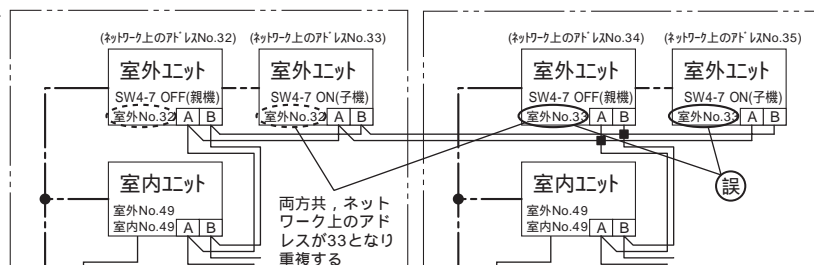 (ネットワーク上のアドレスNo.32)
(ネットワーク上のアドレスNo.33)
(ネットワーク上のアドレスNo.34)
(ネットワーク上のアドレスNo.35)
室外ユニット
SW4-7 OFF(親機)
室外No.32 A B
室外ユニット
SW4-7 ON(子機)
室外No.32 A B
室外ユニット
SW4-7 OFF(親機)
室外No.33 A B
室外ユニット
SW4-7 ON(子機)
室外No.33 A B
室内ユニット
室外No.49
室内No.49 A B
両方共，ネット
ワーク上のアド
レスが33となり
重複する
室内ユニット
室外No.49
室内No.49 A B
誤